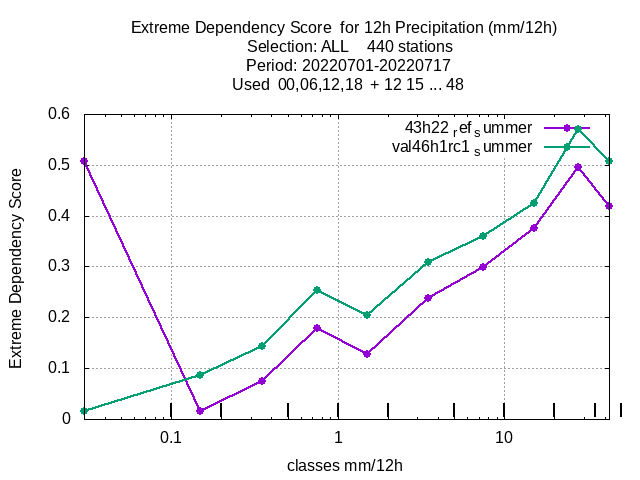 Extreme Dependency Score  for 12h Precipitation (mm/12h)
Selection: ALL    440 stations
Period: 20220701-20220717
Used  00,06,12,18  + 12 15 ... 48
0.6
0.5
0.4
0.3
0.2
0.1
0
Extreme Dependency Score
43h22 ref summer
val46h1rc1 summer
0.1
1
10
classes mm/12h